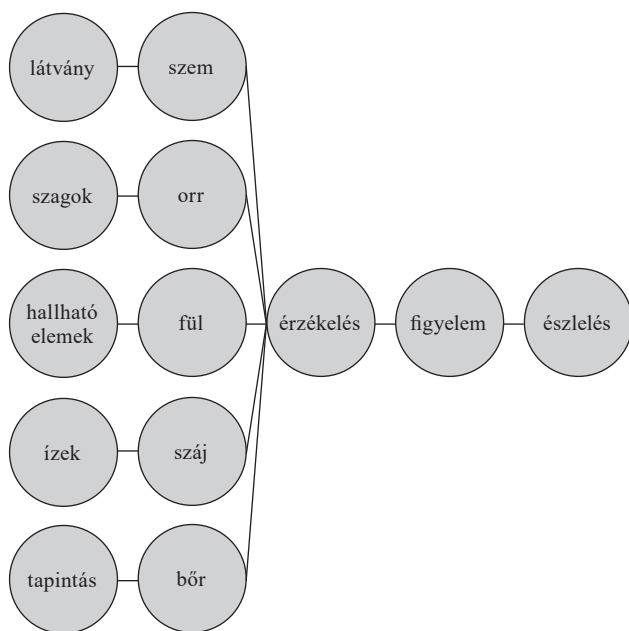 látvány
szem
szagok
orr
hallható
elemek
fül
érzékelés
figyelem
észlelés
ízek
száj
tapintás
bőr